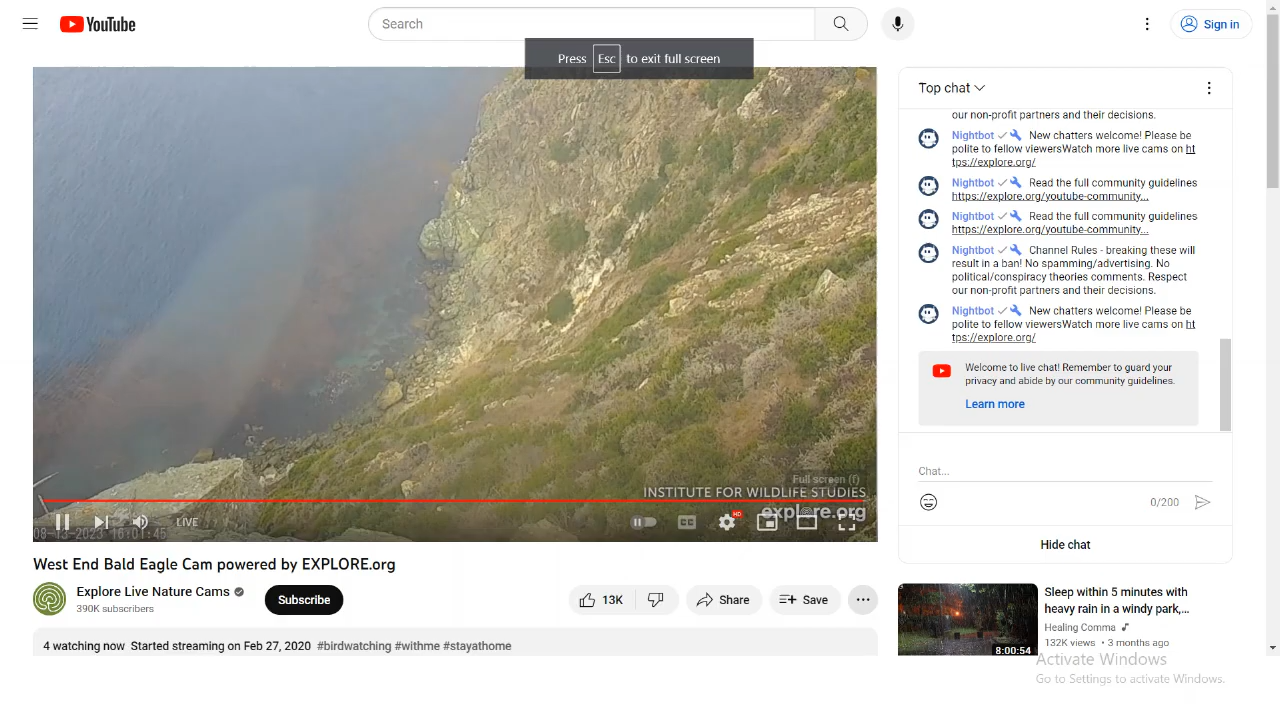 YouTube
Search
Sign in
Press Esc to exit full screen
Full screen (f)
INSTITUTE FOR WILDLIFE STUDIES
explore.org
LIVE
CC
HD
08-13-2023 16:01:45
West End Bald Eagle Cam powered by EXPLORE.org
Explore Live Nature Cams
390K subscribers
Subscribe
13K
Share
Save
4 watching now Started streaming on Feb 27, 2020 #birdwatching #withme #stayathome
Top chat
our non-profit partners and their decisions.
Nightbot New chatters welcome! Please be
polite to fellow viewersWatch more live cams on ht
tps://explore.org/
Nightbot Read the full community guidelines
https://explore.org/youtube-community...
Nightbot Read the full community guidelines
https://explore.org/youtube-community...
Nightbot Channel Rules - breaking these will
result in a ban! No spamming/advertising. No
political/conspiracy theories comments. Respect
our non-profit partners and their decisions.
Nightbot New chatters welcome! Please be
polite to fellow viewersWatch more live cams on ht
tps://explore.org/
Welcome to live chat! Remember to guard your
privacy and abide by our community guidelines.
Learn more
Chat...
0/200
Hide chat
Sleep within 5 minutes with
heavy rain in a windy park,...
Healing Comma
132K views • 3 months ago
8:00:54
Activate Windows
Go to Settings to activate Windows.